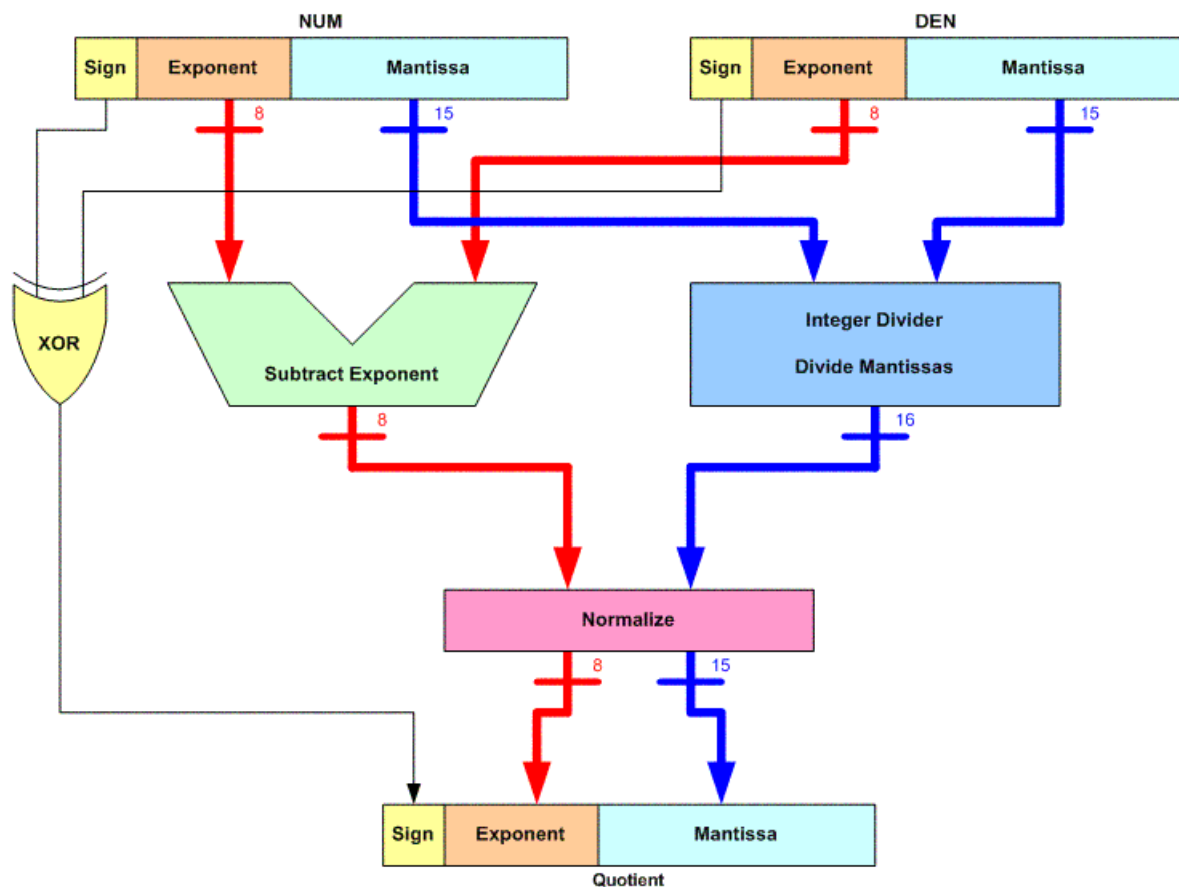 NUM DEN
Sign Exponent Mantissa Sign Exponent Mantissa
8 15 8 15
XOR
Subtract Exponent
Integer Divider
Divide Mantissas
8 16
Normalize
8 15
Sign Exponent Mantissa
Quotient